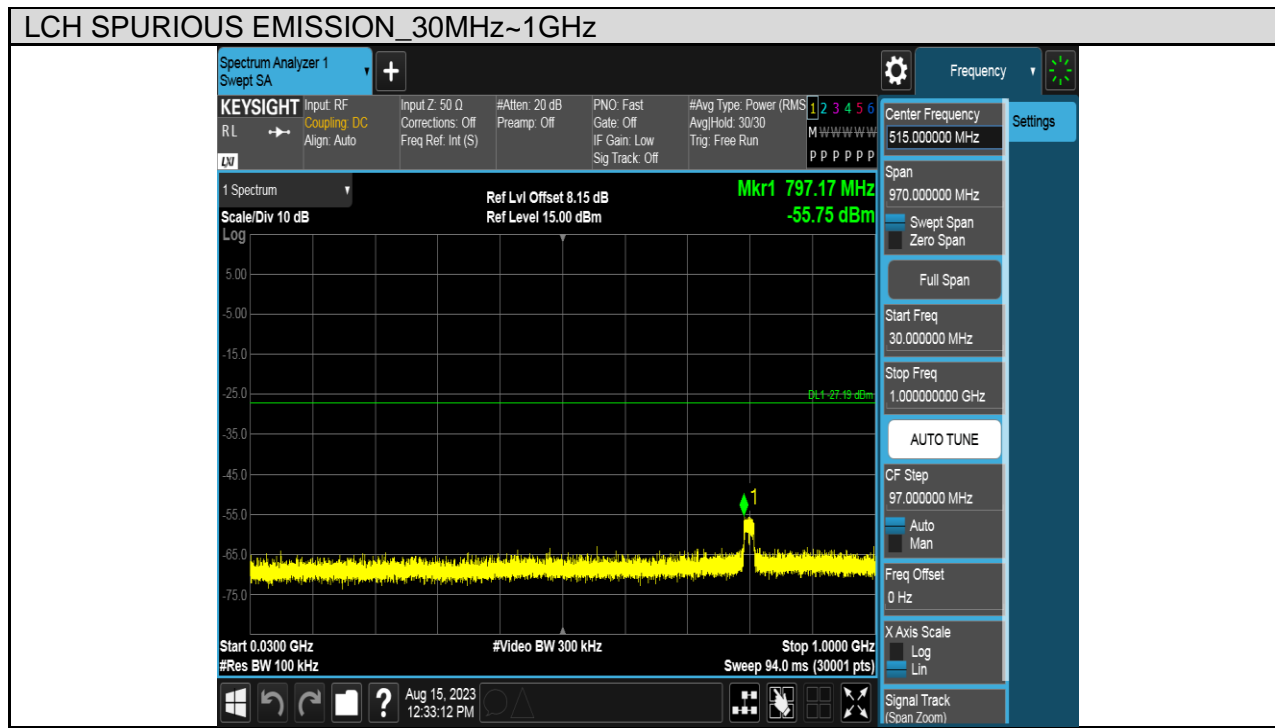 LCH SPURIOUS EMISSION_30MHz~1GHz
Spectrum Analyzer 1
Swept SA
+
Frequency
KEYSIGHT
RL
LXI
Input: RF
Coupling: DC
Align: Auto
Input Z: 50 Ω
Corrections: Off
Freq Ref: Int (S)
#Atten: 20 dB
Preamp: Off
PNO: Fast
Gate: Off
IF Gain: Low
Sig Track: Off
#Avg Type: Power (RMS
Avg|Hold: 30/30
Trig: Free Run
1 2 3 4 5 6
M W W W W W
P P P P P P
1 Spectrum
Scale/Div 10 dB
Log
Ref Lvl Offset 8.15 dB
Ref Level 15.00 dBm
Mkr1 797.17 MHz
-55.75 dBm
5.00
-5.00
-15.0
-25.0
DL1 -27.19 dBm
-35.0
-45.0
1
-55.0
-65.0
-75.0
Start 0.0300 GHz
#Res BW 100 kHz
#Video BW 300 kHz
Stop 1.0000 GHz
Sweep 94.0 ms (30001 pts)
?
Aug 15, 2023
12:33:12 PM
Center Frequency
515.000000 MHz
Settings
Span
970.000000 MHz
Swept Span
Zero Span
Full Span
Start Freq
30.000000 MHz
Stop Freq
1.000000000 GHz
AUTO TUNE
CF Step
97.000000 MHz
Auto
Man
Freq Offset
0 Hz
X Axis Scale
Log
Lin
Signal Track
(Span Zoom)